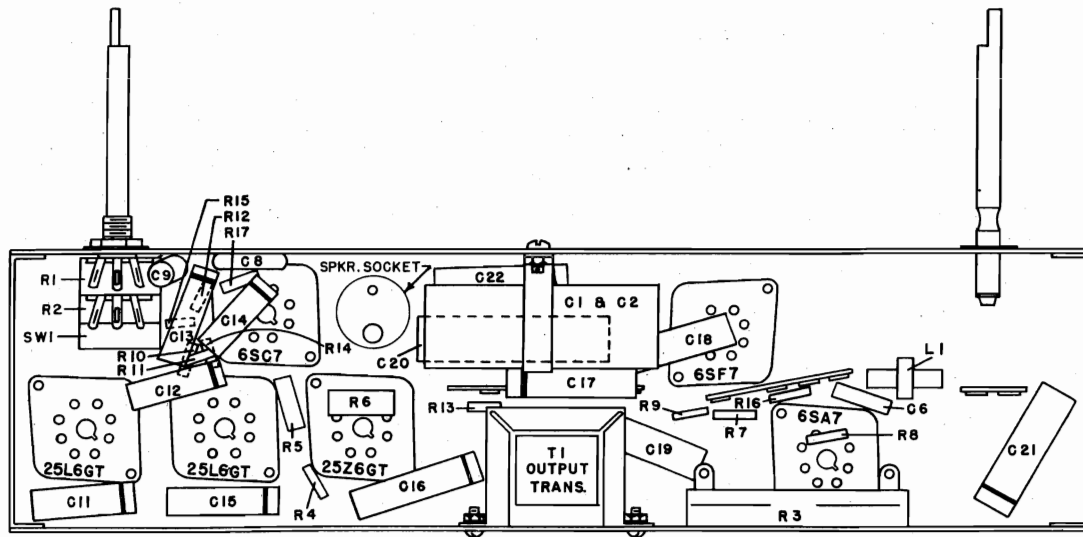 R15
R12
R17
C8
SPKR. SOCKET
R1
C9
C22
R2
C1 & C2
SW1
C13
C14
C18
R10
R11
6SC7
R14
C20
6SF7
L1
C12
C17
R6
R13
R9
R16
C6
R7
6SA7
R5
R8
T1
OUTPUT
TRANS.
C19
C21
25L6GT
25L6GT
25Z6GT
C11
C15
R4
C16
R3